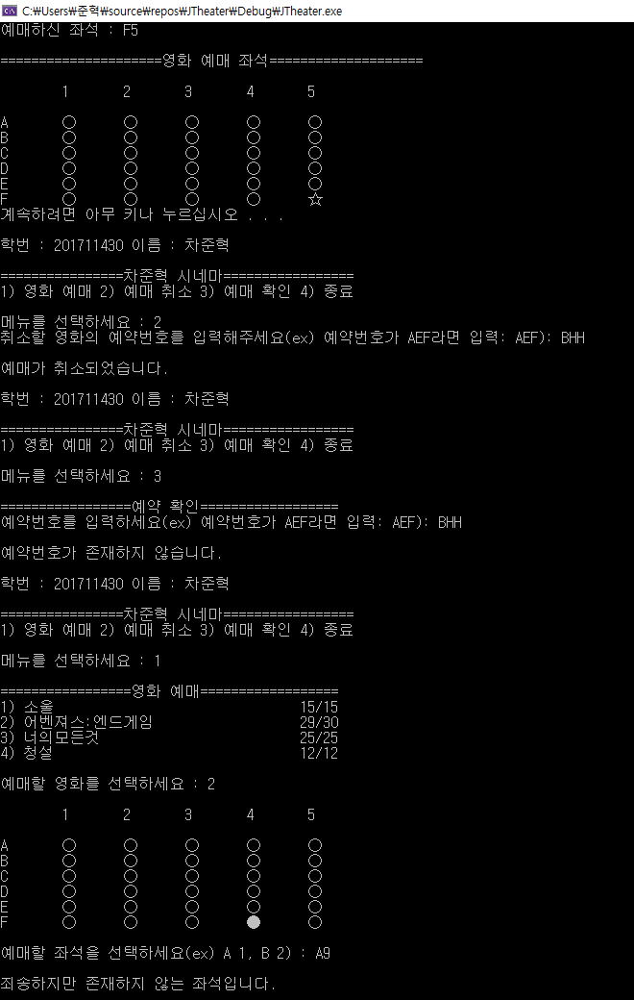 C:\Users\준혁\source\repos\JTheater\Debug\JTheater.exe
예매하신 좌석 : F5
=====================영화 예매 좌석====================
1 2 3 4 5
A ○ ○ ○ ○ ○
B ○ ○ ○ ○ ○
C ○ ○ ○ ○ ○
D ○ ○ ○ ○ ○
E ○ ○ ○ ○ ○
F ○ ○ ○ ○ ☆
계속하려면 아무 키나 누르십시오 . . .
학번 : 201711430 이름 : 차준혁
================차준혁 시네마=================
1) 영화 예매 2) 예매 취소 3) 예매 확인 4) 종료
메뉴를 선택하세요 : 2
취소할 영화의 예약번호를 입력해주세요(ex) 예약번호가 AEF라면 입력: AEF): BHH
예매가 취소되었습니다.
학번 : 201711430 이름 : 차준혁
================차준혁 시네마=================
1) 영화 예매 2) 예매 취소 3) 예매 확인 4) 종료
메뉴를 선택하세요 : 3
=================예약 확인==================
예약번호를 입력하세요(ex) 예약번호가 AEF라면 입력: AEF): BHH
예약번호가 존재하지 않습니다.
학번 : 201711430 이름 : 차준혁
================차준혁 시네마=================
1) 영화 예매 2) 예매 취소 3) 예매 확인 4) 종료
메뉴를 선택하세요 : 1
=================영화 예매==================
1) 소울 15/15
2) 어벤져스:엔드게임 29/30
3) 너의모든것 25/25
4) 청설 12/12
예매할 영화를 선택하세요 : 2
1 2 3 4 5
A ○ ○ ○ ○ ○
B ○ ○ ○ ○ ○
C ○ ○ ○ ○ ○
D ○ ○ ○ ○ ○
E ○ ○ ○ ○ ○
F ○ ○ ○ ● ○
예매할 좌석을 선택하세요(ex) A 1, B 2) : A9
죄송하지만 존재하지 않는 좌석입니다.